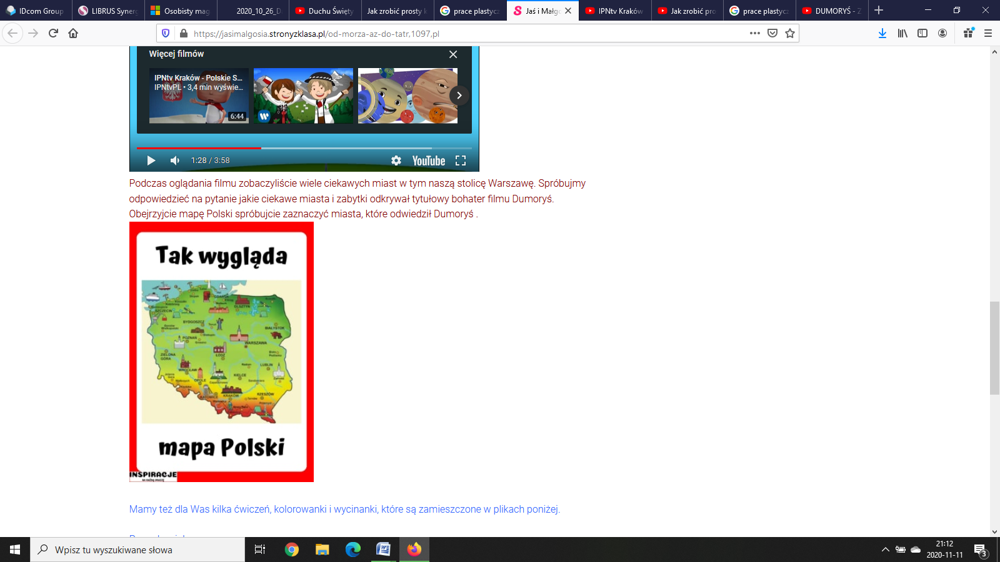 IDcom Group
LIBRUS Synerg
Osobisty mag
2020_10_26_D
Duchu Święty
Jak zrobić prosty k
prace plastycz
Jaś i Małgo
IPNtv Kraków
Jak zrobić pro
prace plastycz
DUMORYŚ - Z
https://jasimalgosia.stronyzklasa.pl/od-morza-az-do-tatr,1097,pl
Więcej filmów
IPNtv Kraków - Polskie S...
IPNtvPL • 3,4 mln wyświe...
6:44
1:28 / 3:58
YouTube
Podczas oglądania filmu zobaczyliście wiele ciekawych miast w tym naszą stolicę Warszawę. Spróbujmy
odpowiedzieć na pytanie jakie ciekawe miasta i zabytki odkrywał tytułowy bohater filmu Dumoryś.
Obejrzyjcie mapę Polski spróbujcie zaznaczyć miasta, które odwiedził Dumoryś .
Tak wygląda
GDAŃSK
OLSZTYN
SZCZECIN
BYDGOSZCZ
BIAŁYSTOK
POZNAŃ
WARSZAWA
ZIELONA
GÓRA
ŁÓDŹ
LUBLIN
WROCŁAW
OPOLE
KIELCE
KATOWICE
KRAKÓW
RZESZÓW
mapa Polski
INSPIRACJE
NA KAŻDĄ OKAZJĘ
Mamy też dla Was kilka ćwiczeń, kolorowanki i wycinanki, które są zamieszczone w plikach poniżej.
Wpisz tu wyszukiwane słowa
21:12
2020-11-11
3